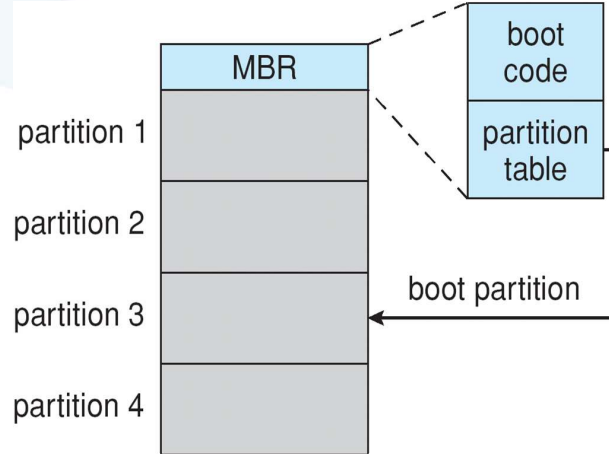 MBR
boot
code
partition
table
partition 1
partition 2
boot partition
partition 3
partition 4